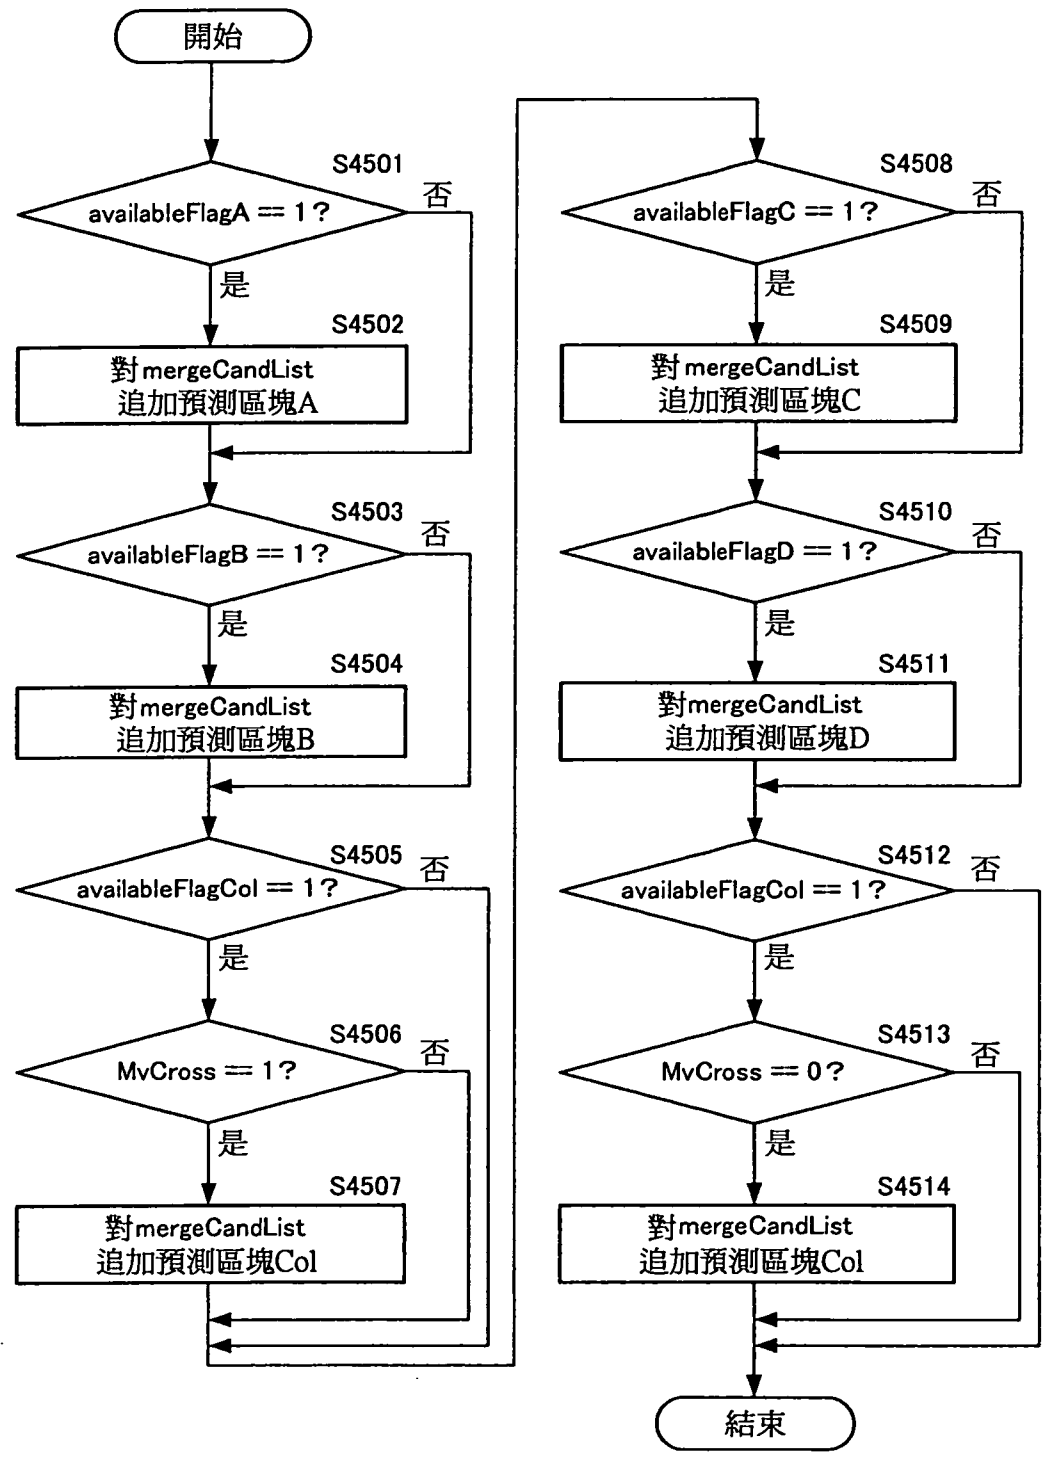 開始
S4501
availableFlagA == 1?
否
是
S4502
對mergeCandList
追加預測區塊A
S4503
availableFlagB == 1?
否
是
S4504
對mergeCandList
追加預測區塊B
S4505
availableFlagCol == 1?
否
是
S4506
MvCross == 1?
否
是
S4507
對mergeCandList
追加預測區塊Col
S4508
availableFlagC == 1?
否
是
S4509
對mergeCandList
追加預測區塊C
S4510
availableFlagD == 1?
否
是
S4511
對mergeCandList
追加預測區塊D
S4512
availableFlagCol == 1?
否
是
S4513
MvCross == 0?
否
是
S4514
對mergeCandList
追加預測區塊Col
結束